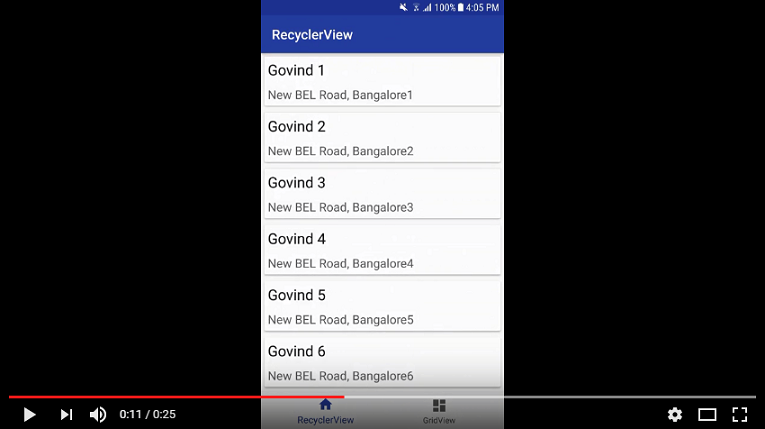 100% 4:05 PM
RecyclerView
Govind 1
New BEL Road, Bangalore1
Govind 2
New BEL Road, Bangalore2
Govind 3
New BEL Road, Bangalore3
Govind 4
New BEL Road, Bangalore4
Govind 5
New BEL Road, Bangalore5
Govind 6
New BEL Road, Bangalore6
RecyclerView GridView
0:11 / 0:25